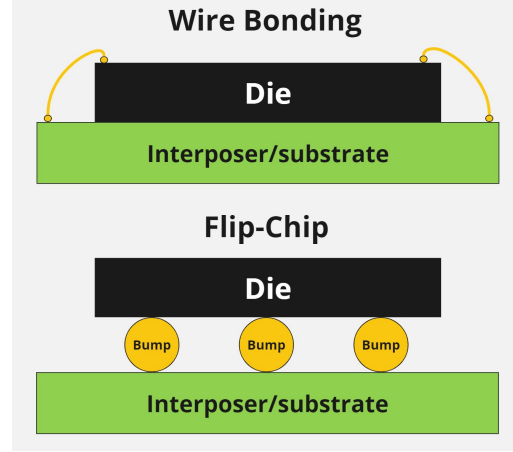 Wire Bonding
Die
Interposer/substrate
Flip-Chip
Die
Bump Bump Bump
Interposer/substrate